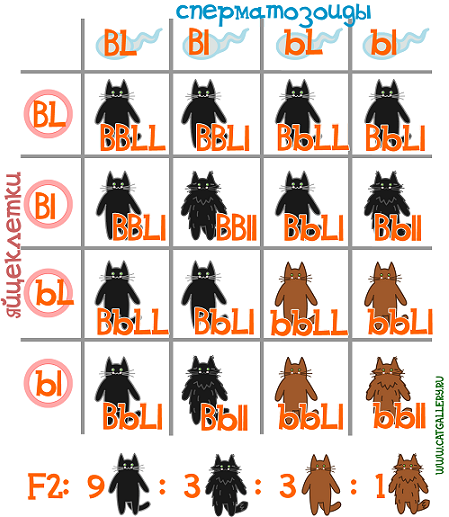 сперматозоиды
BL Bl bL bl
яйцеклетки
BL BBLL BBLl BbLL BbLl
Bl BBLl BBll BbLl Bbll
bL BbLL BbLl bbLL bbLl
bl BbLl Bbll bbLl bbll
F2: 9 : 3 : 3 : 1
WWW.CATGALLERY.RU